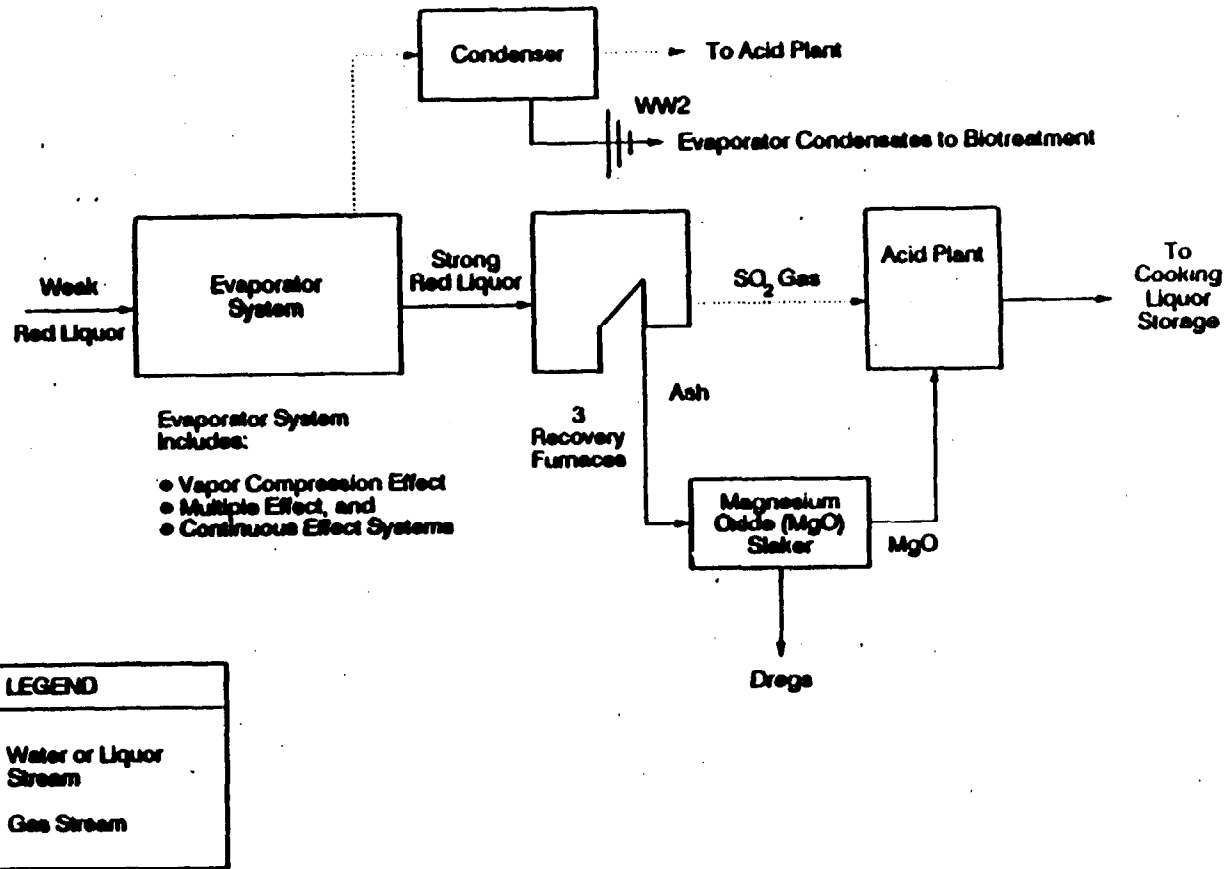 Condenser
To Acid Plant
WW2
Evaporator Condensates to Biotreatment
Weak
Red Liquor
Evaporator
System
Strong
Red Liquor
SO₂ Gas
Acid Plant
To
Cooking
Liquor
Storage
Ash
3
Recovery
Furnaces
Evaporator System
Includes:
● Vapor Compression Effect
● Multiple Effect, and
● Continuous Effect Systems
Magnesium
Oxide (MgO)
Slaker
MgO
Dregs
LEGEND
Water or Liquor
Stream
Gas Stream